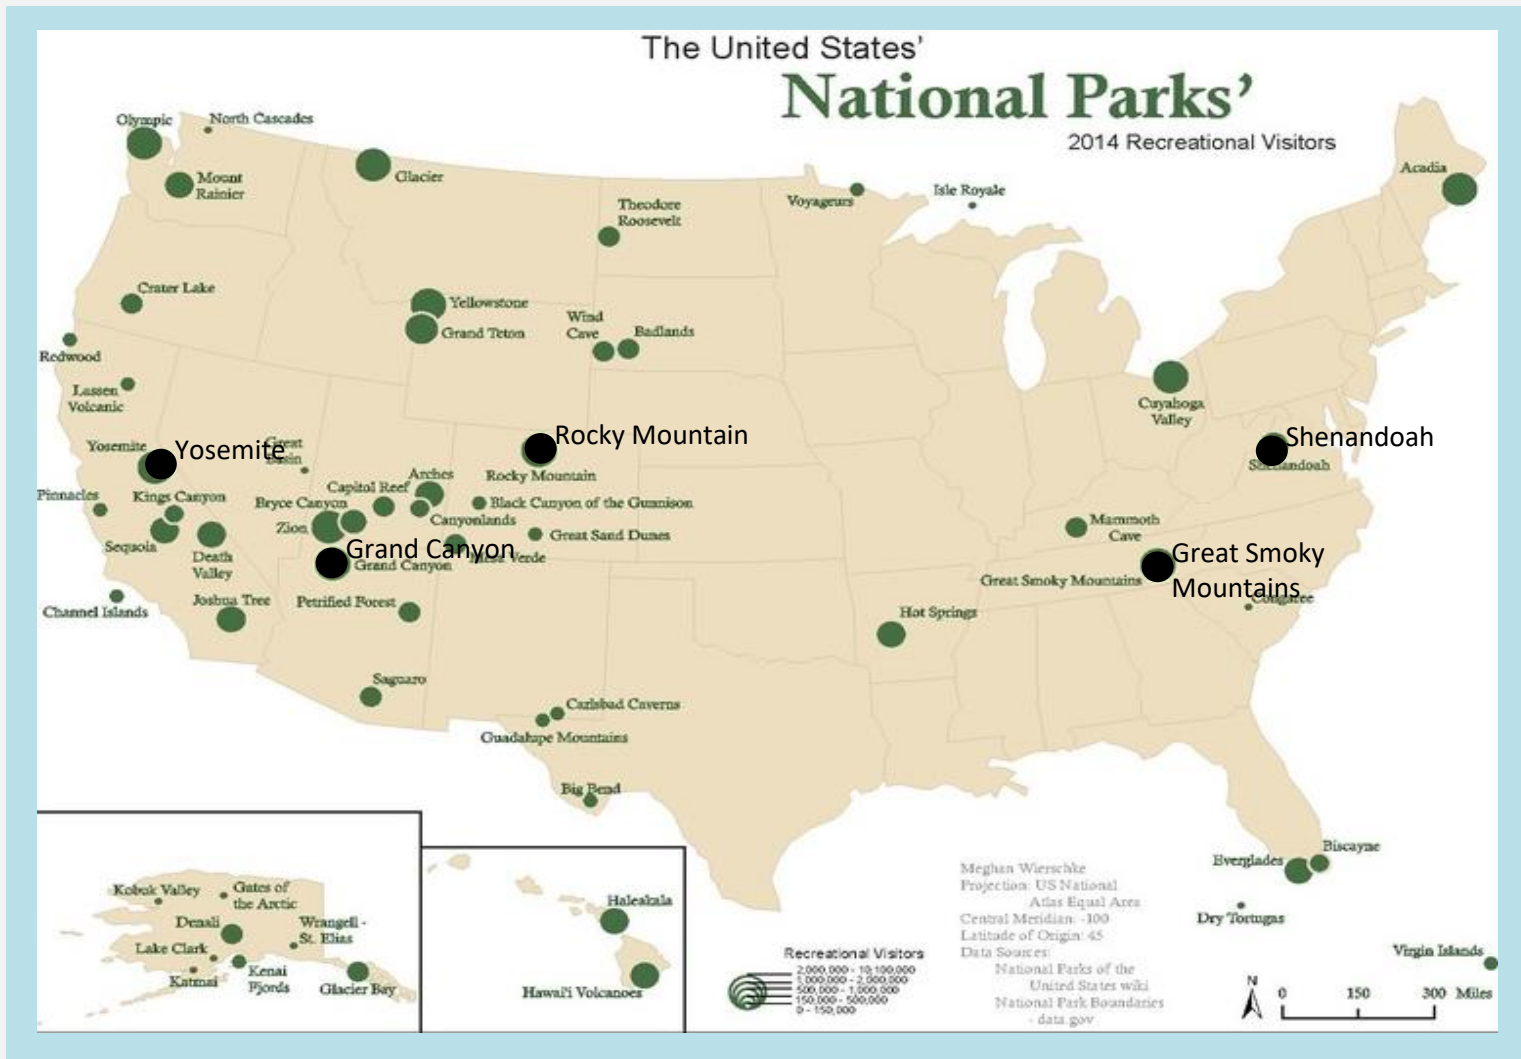 The United States'
National Parks'
2014 Recreational Visitors
Olympic
North Cascades
Mount
Rainier
Glacier
Theodore
Roosevelt
Voyageurs
Isle Royale
Acadia
Crater Lake
Yellowstone
Grand Teton
Wind
Cave
Badlands
Redwood
Lassen
Volcanic
Cuyahoga
Valley
Yosemite
Yosemite
Great
Basin
Rocky Mountain
Rocky Mountain
Shenandoah
Shenandoah
Pinnacles
Kings Canyon
Bryce Canyon
Capitol Reef
Arches
Black Canyon of the Gunnison
Zion
Canyonlands
Great Sand Dunes
Sequoia
Death
Valley
Grand Canyon
Grand Canyon
Mesa Verde
Mammoth
Cave
Great Smoky
Mountains
Great Smoky Mountains
Congaree
Channel Islands
Joshua Tree
Petrified Forest
Hot Springs
Saguaro
Carlsbad Caverns
Guadalupe Mountains
Big Bend
Everglades
Biscayne
Dry Tortugas
Virgin Islands
Kobuk Valley
Gates of
the Arctic
Denali
Wrangell -
St. Elias
Lake Clark
Katmai
Kenai
Fjords
Glacier Bay
Haleakala
Hawai'i Volcanoes
Recreational Visitors
2,000,000 - 10,100,000
1,000,000 - 2,000,000
500,000 - 1,000,000
150,000 - 500,000
0 - 150,000
Meghan Wierschke
Projection: US National
Atlas Equal Area
Central Meridian: -100
Latitude of Origin: 45
Data Sources:
National Parks of the
United States wiki
National Park Boundaries
- data.gov
N
0 150 300 Miles